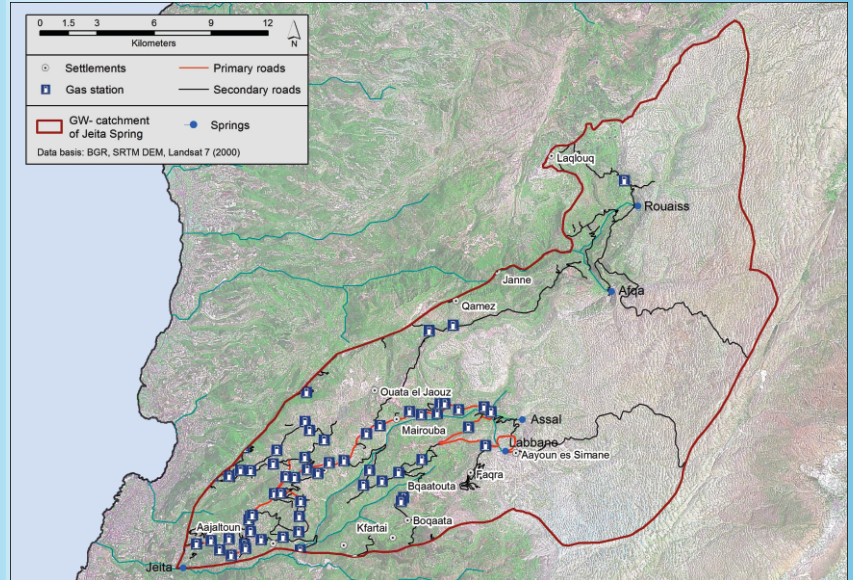 0 1.5 3 6 9 12
Kilometers
N
Settlements
Primary roads
Gas station
Secondary roads
GW- catchment
of Jeita Spring
Springs
Data basis: BGR, SRTM DEM, Landsat 7 (2000)
Laqlouq
Rouaiss
Janne
Afqa
Qamez
Ouata el Jaouz
Assal
Mairouba
Labbane
Aayoun es Simane
Faqra
Bqaatouta
Boqaata
Aajaltoun
Kfartai
Jeita